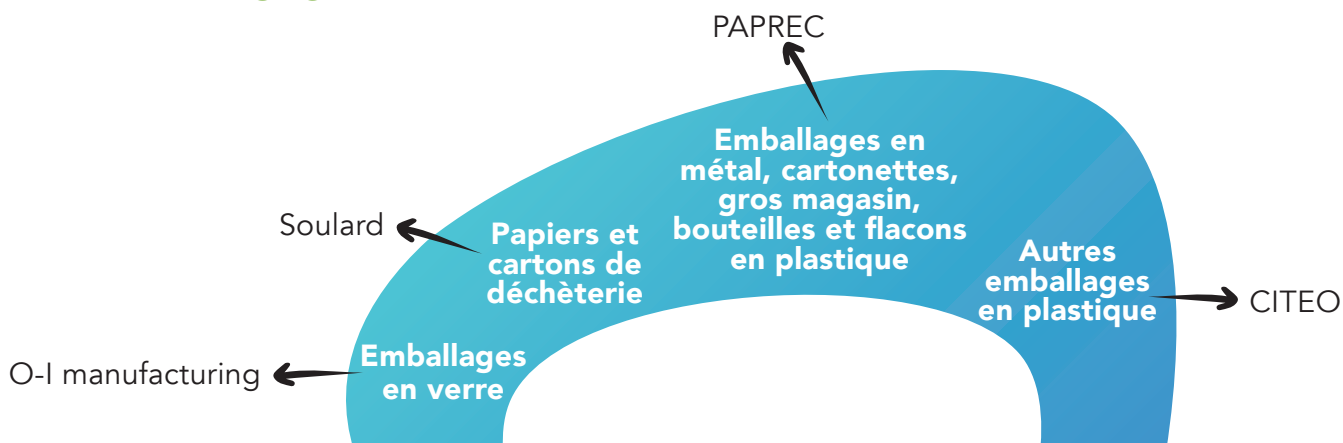 PAPREC
Emballages en
métal, cartonettes,
gros magasin,
bouteilles et flacons
en plastique
Soulard
Papiers et
cartons de
déchèterie
Autres
emballages
en plastique
CITEO
O-I manufacturing
Emballages
en verre